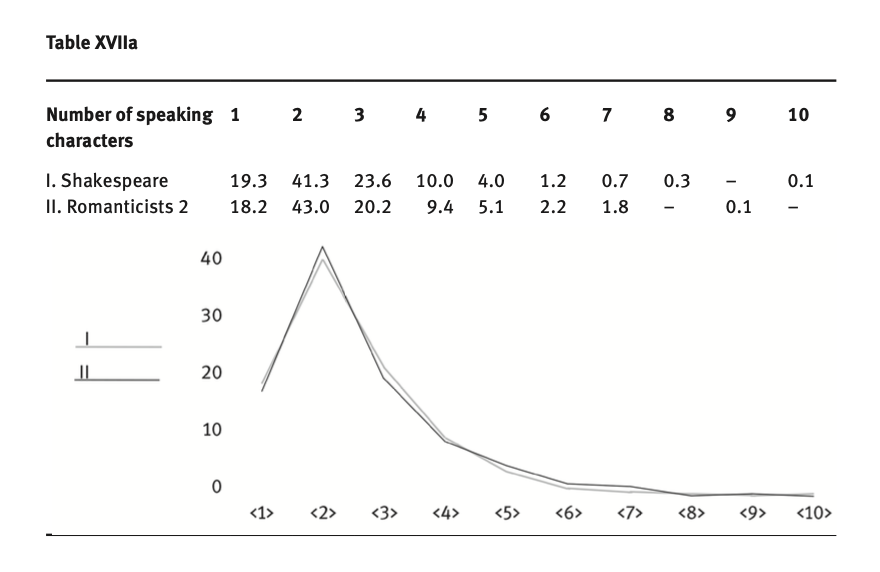 Table XVIIa
Number of speaking 1 2 3 4 5 6 7 8 9 10
characters
I. Shakespeare 19.3 41.3 23.6 10.0 4.0 1.2 0.7 0.3 – 0.1
II. Romanticists 2 18.2 43.0 20.2 9.4 5.1 2.2 1.8 – 0.1 –
40
30
I
II
20
10
0
<1> <2> <3> <4> <5> <6> <7> <8> <9> <10>